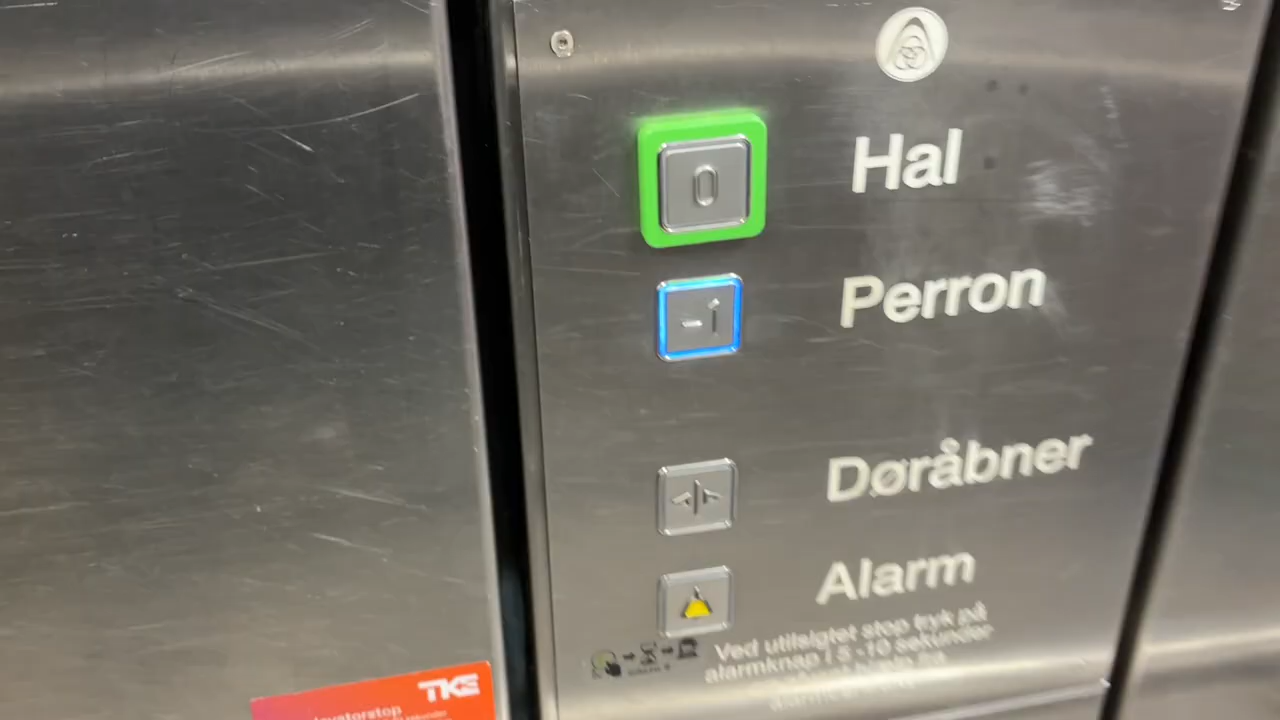 0 Hal
-1 Perron
Døråbner
Alarm
Ved utilsigtet stop tryk på
alarmknap i 5 -10 sekunder
TKE